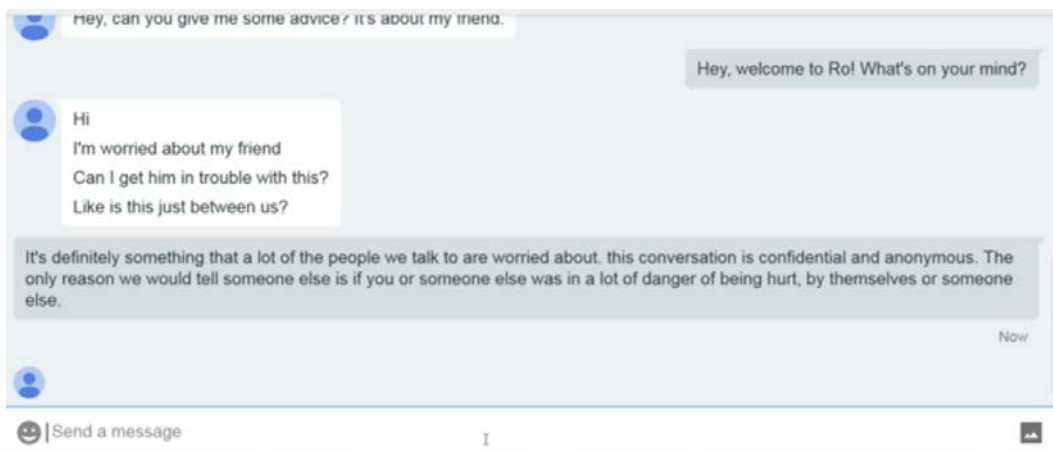 Hey, can you give me some advice? It's about my friend.
Hey, welcome to Ro! What's on your mind?
Hi
I'm worried about my friend
Can I get him in trouble with this?
Like is this just between us?
It's definitely something that a lot of the people we talk to are worried about. this conversation is confidential and anonymous. The
only reason we would tell someone else is if you or someone else was in a lot of danger of being hurt, by themselves or someone
else.
Now
Send a message